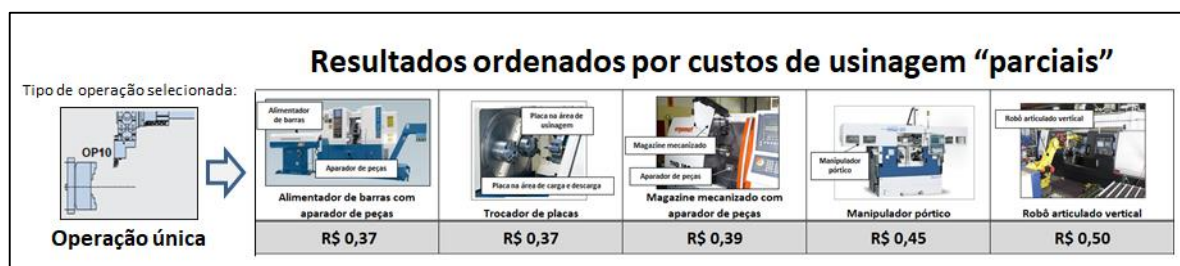 Resultados ordenados por custos de usinagem “parciais”
Tipo de operação selecionada:
OP10
Operação única
Alimentador
de barras
Aparador de peças
Alimentador de barras com
aparador de peças
R$ 0,37
Placa na área de
usinagem
Placa na área de carga e descarga
Trocador de placas
R$ 0,37
Magazine mecanizado
Aparador de peças
Magazine mecanizado com
aparador de peças
R$ 0,39
Manipulador
pórtico
Manipulador pórtico
R$ 0,45
Robô articulado vertical
Robô articulado vertical
R$ 0,50